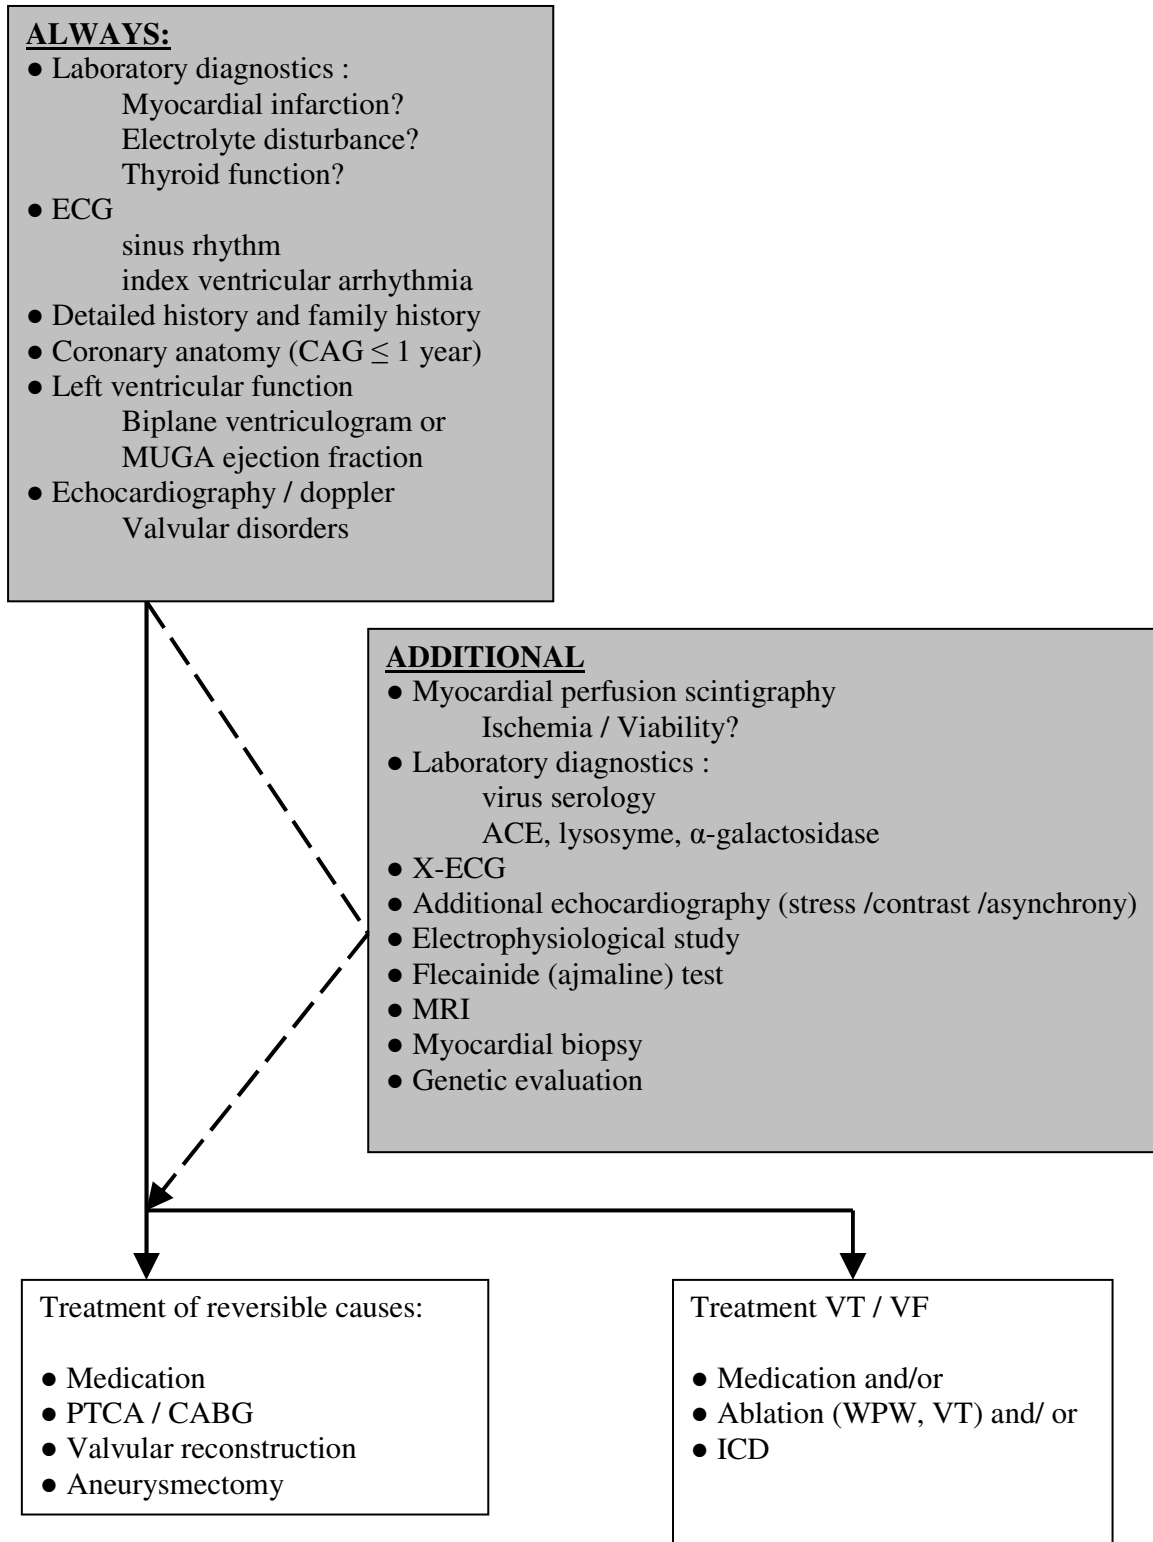 ALWAYS:
● Laboratory diagnostics :
Myocardial infarction?
Electrolyte disturbance?
Thyroid function?
● ECG
sinus rhythm
index ventricular arrhythmia
● Detailed history and family history
● Coronary anatomy (CAG ≤ 1 year)
● Left ventricular function
Biplane ventriculogram or
MUGA ejection fraction
● Echocardiography / doppler
Valvular disorders
ADDITIONAL
● Myocardial perfusion scintigraphy
Ischemia / Viability?
● Laboratory diagnostics :
virus serology
ACE, lysosyme, α-galactosidase
● X-ECG
● Additional echocardiography (stress /contrast /asynchrony)
● Electrophysiological study
● Flecainide (ajmaline) test
● MRI
● Myocardial biopsy
● Genetic evaluation
Treatment of reversible causes:
● Medication
● PTCA / CABG
● Valvular reconstruction
● Aneurysmectomy
Treatment VT / VF
● Medication and/or
● Ablation (WPW, VT) and/ or
● ICD